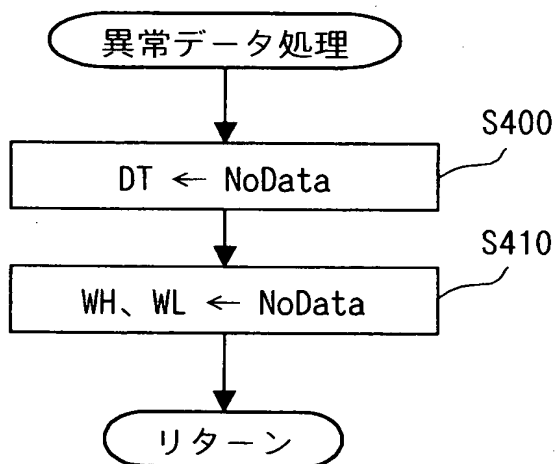 異常データ処理
S400
DT ← NoData
S410
WH、WL ← NoData
リターン